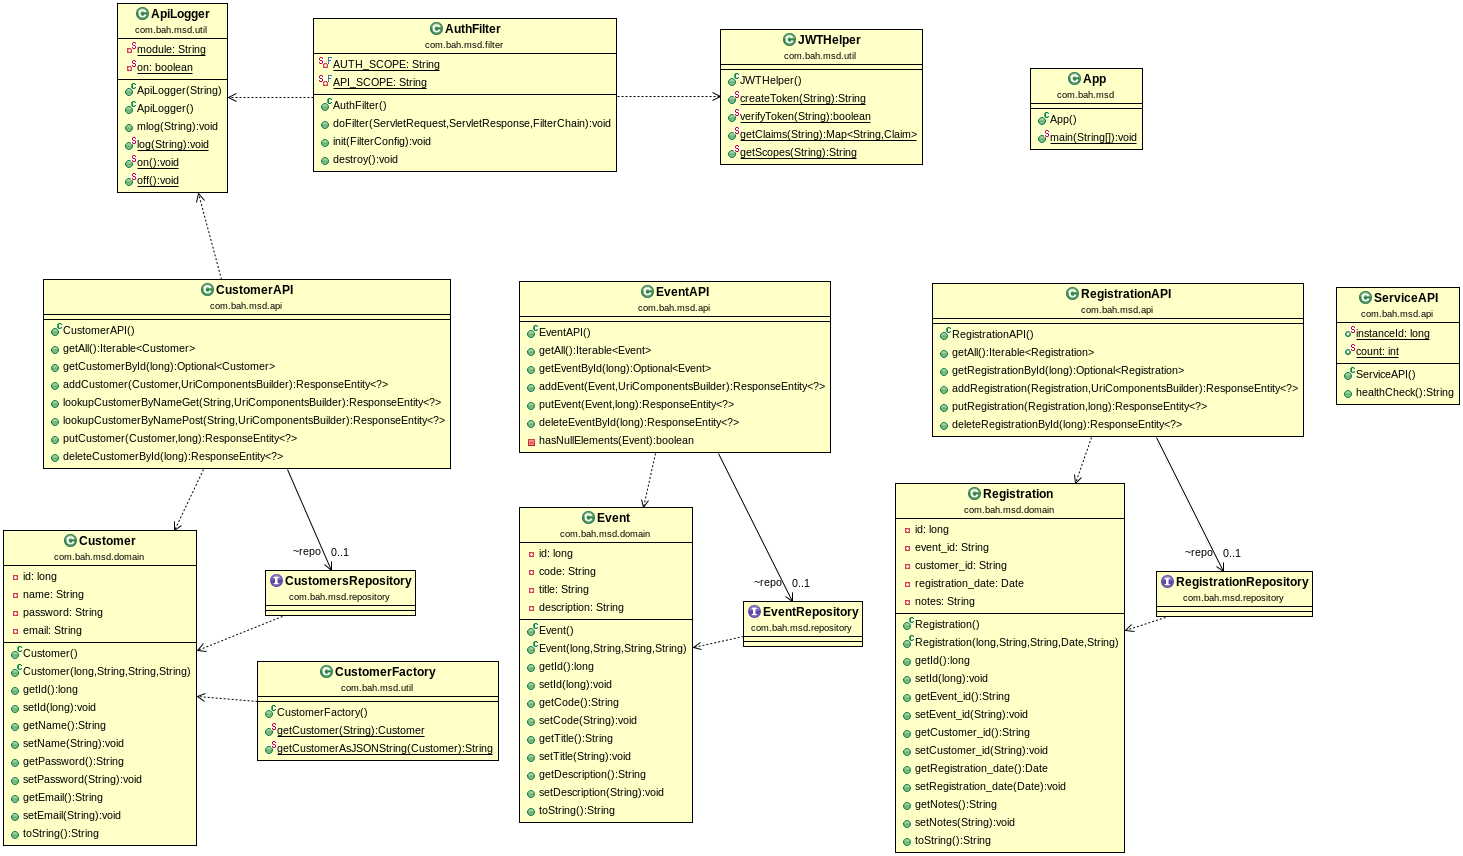 ApiLogger
com.bah.msd.util
module: String
on: boolean
ApiLogger(String)
ApiLogger()
mlog(String):void
log(String):void
on():void
off():void
AuthFilter
com.bah.msd.filter
AUTH_SCOPE: String
API_SCOPE: String
AuthFilter()
doFilter(ServletRequest,ServletResponse,FilterChain):void
init(FilterConfig):void
destroy():void
JWTHelper
com.bah.msd.util
JWTHelper()
createToken(String):String
verifyToken(String):boolean
getClaims(String):Map<String,Claim>
getScopes(String):String
App
com.bah.msd
App()
main(String[]):void
CustomerAPI
com.bah.msd.api
CustomerAPI()
getAll():Iterable<Customer>
getCustomerById(long):Optional<Customer>
addCustomer(Customer,UriComponentsBuilder):ResponseEntity<?>
lookupCustomerByNameGet(String,UriComponentsBuilder):ResponseEntity<?>
lookupCustomerByNamePost(String,UriComponentsBuilder):ResponseEntity<?>
putCustomer(Customer,long):ResponseEntity<?>
deleteCustomerById(long):ResponseEntity<?>
EventAPI
com.bah.msd.api
EventAPI()
getAll():Iterable<Event>
getEventById(long):Optional<Event>
addEvent(Event,UriComponentsBuilder):ResponseEntity<?>
putEvent(Event,long):ResponseEntity<?>
deleteEventById(long):ResponseEntity<?>
hasNullElements(Event):boolean
RegistrationAPI
com.bah.msd.api
RegistrationAPI()
getAll():Iterable<Registration>
getRegistrationById(long):Optional<Registration>
addRegistration(Registration,UriComponentsBuilder):ResponseEntity<?>
putRegistration(Registration,long):ResponseEntity<?>
deleteRegistrationById(long):ResponseEntity<?>
ServiceAPI
com.bah.msd.api
instanceId: long
count: int
ServiceAPI()
healthCheck():String
Customer
com.bah.msd.domain
id: long
name: String
password: String
email: String
Customer()
Customer(long,String,String,String)
getId():long
setId(long):void
getName():String
setName(String):void
getPassword():String
setPassword(String):void
getEmail():String
setEmail(String):void
toString():String
~repo 0..1
CustomersRepository
com.bah.msd.repository
CustomerFactory
com.bah.msd.util
CustomerFactory()
getCustomer(String):Customer
getCustomerAsJSONString(Customer):String
Event
com.bah.msd.domain
id: long
code: String
title: String
description: String
Event()
Event(long,String,String,String)
getId():long
setId(long):void
getCode():String
setCode(String):void
getTitle():String
setTitle(String):void
getDescription():String
setDescription(String):void
toString():String
~repo 0..1
EventRepository
com.bah.msd.repository
Registration
com.bah.msd.domain
id: long
event_id: String
customer_id: String
registration_date: Date
notes: String
Registration()
Registration(long,String,String,Date,String)
getId():long
setId(long):void
getEvent_id():String
setEvent_id(String):void
getCustomer_id():String
setCustomer_id(String):void
getRegistration_date():Date
setRegistration_date(Date):void
getNotes():String
setNotes(String):void
toString():String
~repo 0..1
RegistrationRepository
com.bah.msd.repository